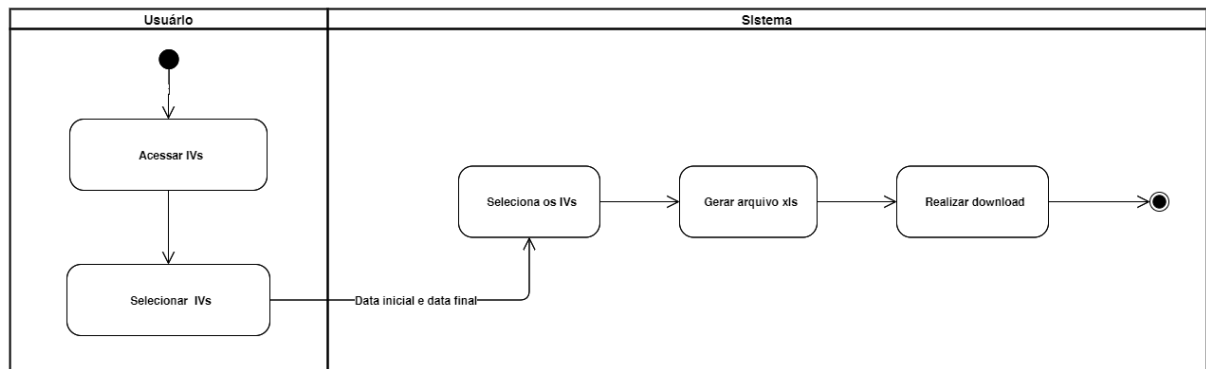 Usuário
Sistema
Acessar IVs
Selecionar IVs
Data inicial e data final
Seleciona os IVs
Gerar arquivo xls
Realizar download